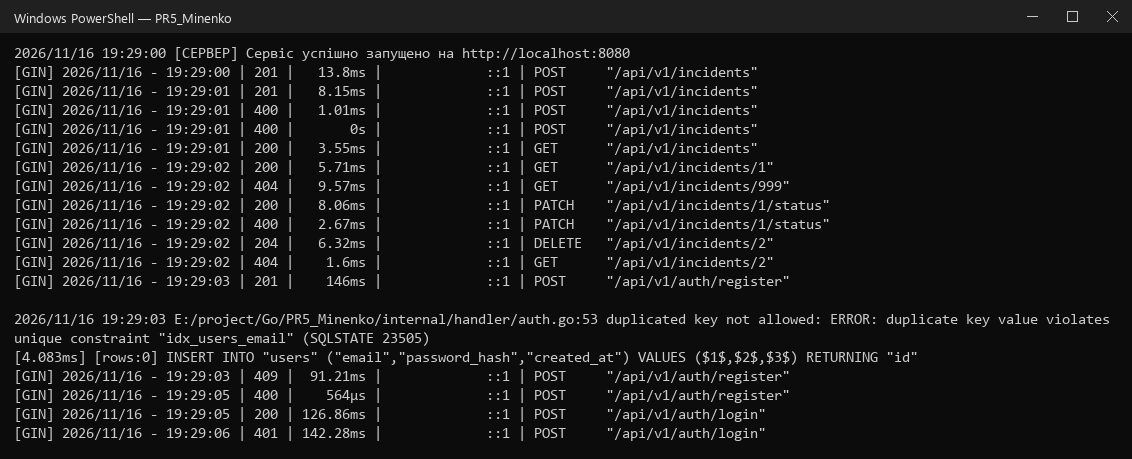 Windows PowerShell — PR5_Minenko
2026/11/16 19:29:00 [СЕРВЕР] Сервіс успішно запущено на http://localhost:8080
[GIN] 2026/11/16 - 19:29:00 | 201 |   13.8ms |             ::1 | POST     "/api/v1/incidents"
[GIN] 2026/11/16 - 19:29:01 | 201 |   8.15ms |             ::1 | POST     "/api/v1/incidents"
[GIN] 2026/11/16 - 19:29:01 | 400 |   1.01ms |             ::1 | POST     "/api/v1/incidents"
[GIN] 2026/11/16 - 19:29:01 | 400 |       0s |             ::1 | POST     "/api/v1/incidents"
[GIN] 2026/11/16 - 19:29:01 | 200 |   3.55ms |             ::1 | GET      "/api/v1/incidents"
[GIN] 2026/11/16 - 19:29:02 | 200 |   5.71ms |             ::1 | GET      "/api/v1/incidents/1"
[GIN] 2026/11/16 - 19:29:02 | 404 |   9.57ms |             ::1 | GET      "/api/v1/incidents/999"
[GIN] 2026/11/16 - 19:29:02 | 200 |   8.06ms |             ::1 | PATCH    "/api/v1/incidents/1/status"
[GIN] 2026/11/16 - 19:29:02 | 400 |   2.67ms |             ::1 | PATCH    "/api/v1/incidents/1/status"
[GIN] 2026/11/16 - 19:29:02 | 204 |   6.32ms |             ::1 | DELETE   "/api/v1/incidents/2"
[GIN] 2026/11/16 - 19:29:02 | 404 |    1.6ms |             ::1 | GET      "/api/v1/incidents/2"
[GIN] 2026/11/16 - 19:29:03 | 201 |    146ms |             ::1 | POST     "/api/v1/auth/register"
2026/11/16 19:29:03 E:/project/Go/PR5_Minenko/internal/handler/auth.go:53 duplicated key not allowed: ERROR: duplicate key value violates
unique constraint "idx_users_email" (SQLSTATE 23505)
[4.083ms] [rows:0] INSERT INTO "users" ("email","password_hash","created_at") VALUES ($1$,$2$,$3$) RETURNING "id"
[GIN] 2026/11/16 - 19:29:03 | 409 |  91.21ms |             ::1 | POST     "/api/v1/auth/register"
[GIN] 2026/11/16 - 19:29:05 | 400 |    564µs |             ::1 | POST     "/api/v1/auth/register"
[GIN] 2026/11/16 - 19:29:05 | 200 | 126.86ms |             ::1 | POST     "/api/v1/auth/login"
[GIN] 2026/11/16 - 19:29:06 | 401 | 142.28ms |             ::1 | POST     "/api/v1/auth/login"